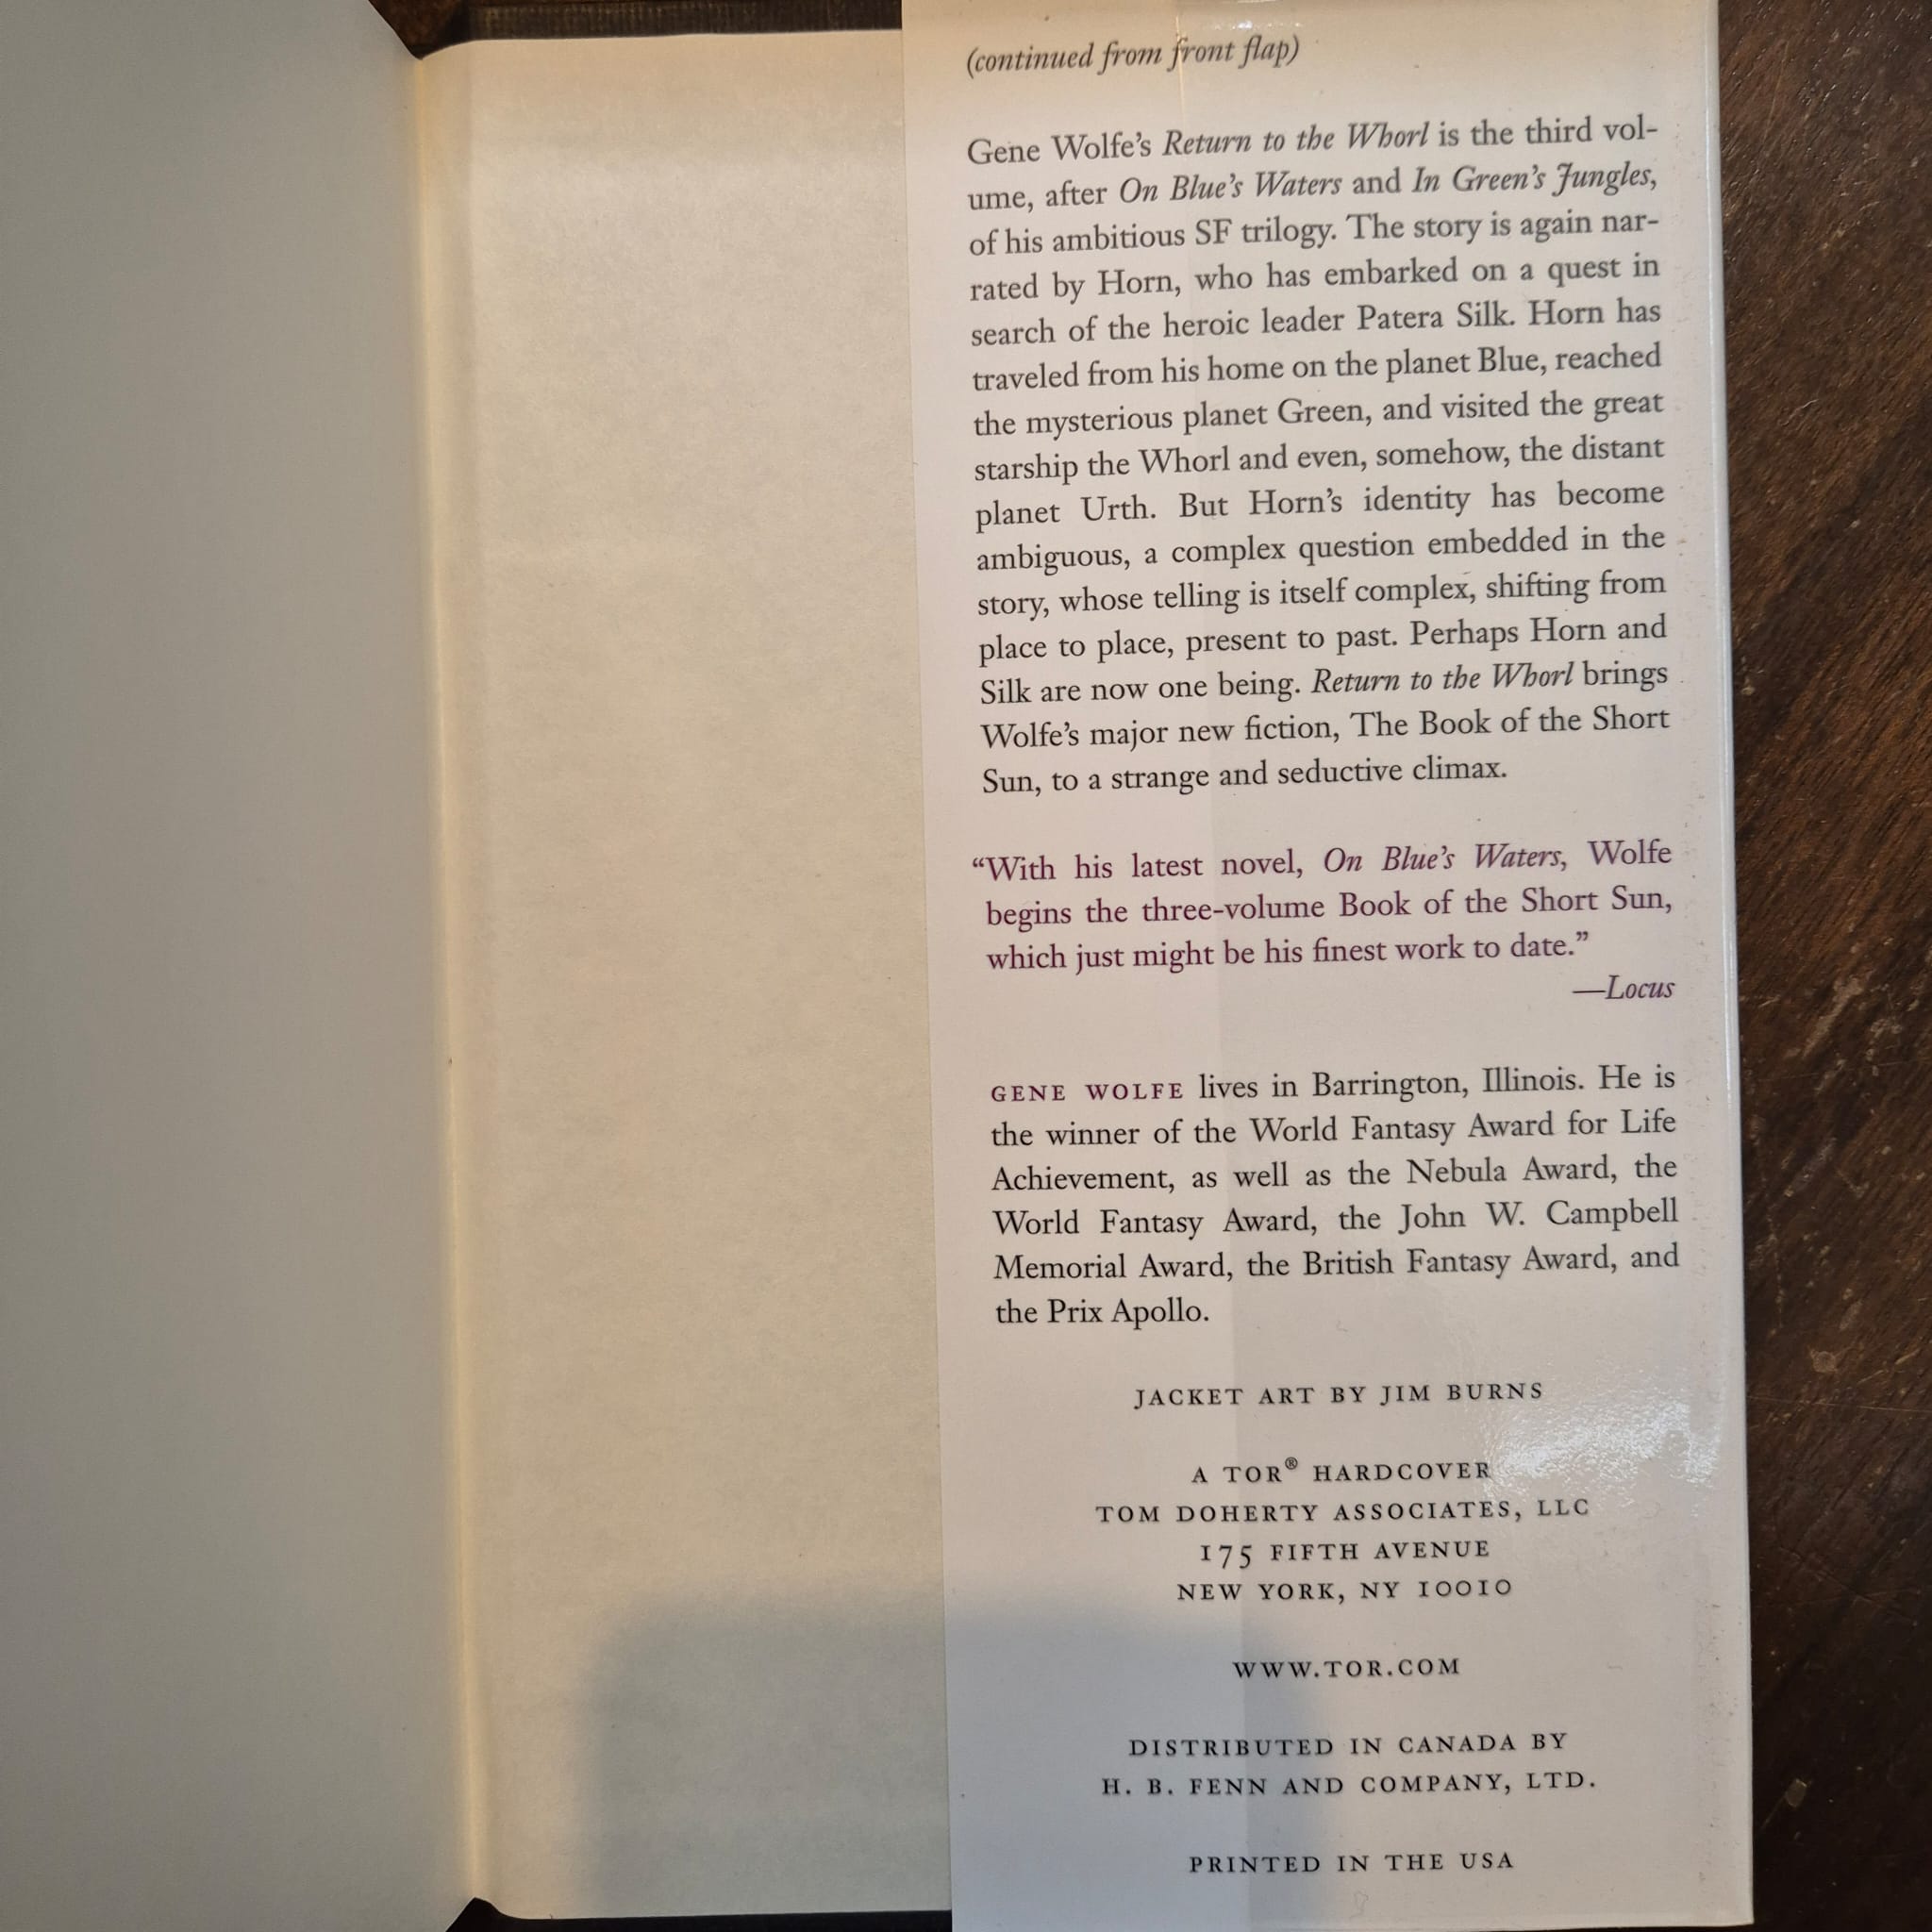 (continued from front flap)
Gene Wolfe's Return to the Whorl is the third vol-
ume, after On Blue's Waters and In Green's Jungles,
of his ambitious SF trilogy. The story is again nar-
rated by Horn, who has embarked on a quest in
search of the heroic leader Patera Silk. Horn has
traveled from his home on the planet Blue, reached
the mysterious planet Green, and visited the great
starship the Whorl and even, somehow, the distant
planet Urth. But Horn's identity has become
ambiguous, a complex question embedded in the
story, whose telling is itself complex, shifting from
place to place, present to past. Perhaps Horn and
Silk are now one being. Return to the Whorl brings
Wolfe's major new fiction, The Book of the Short
Sun, to a strange and seductive climax.
“With his latest novel, On Blue's Waters, Wolfe
begins the three-volume Book of the Short Sun,
which just might be his finest work to date.”
—Locus
GENE WOLFE lives in Barrington, Illinois. He is
the winner of the World Fantasy Award for Life
Achievement, as well as the Nebula Award, the
World Fantasy Award, the John W. Campbell
Memorial Award, the British Fantasy Award, and
the Prix Apollo.
JACKET ART BY JIM BURNS
A TOR® HARDCOVER
TOM DOHERTY ASSOCIATES, LLC
175 FIFTH AVENUE
NEW YORK, NY 10010
WWW.TOR.COM
DISTRIBUTED IN CANADA BY
H. B. FENN AND COMPANY, LTD.
PRINTED IN THE USA